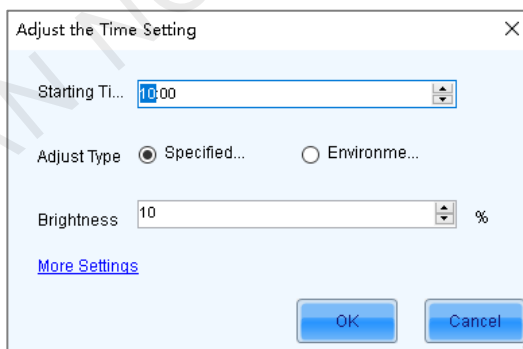 Adjust the Time Setting
Starting Ti... 10:00
Adjust Type Specified... Environme...
Brightness 10 %
More Settings
OK Cancel